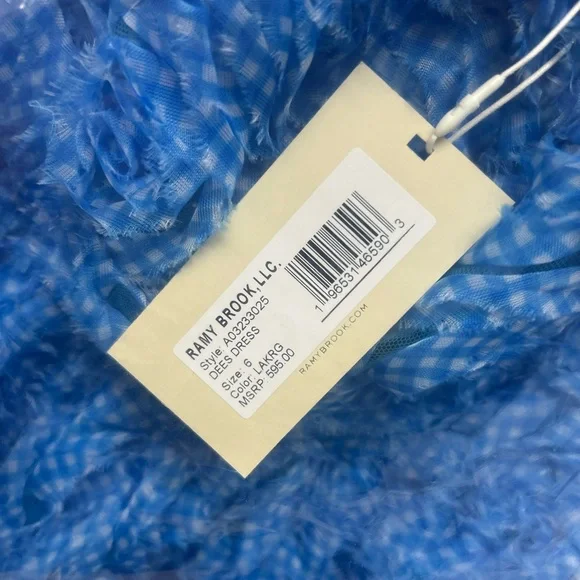 RAMY BROOK,LLC.
Style: A03233025
DEES DRESS
Size: 6
Color: LAKRG
MSRP: 595.00
1 96531 46590 3
RAMYBROOK.COM